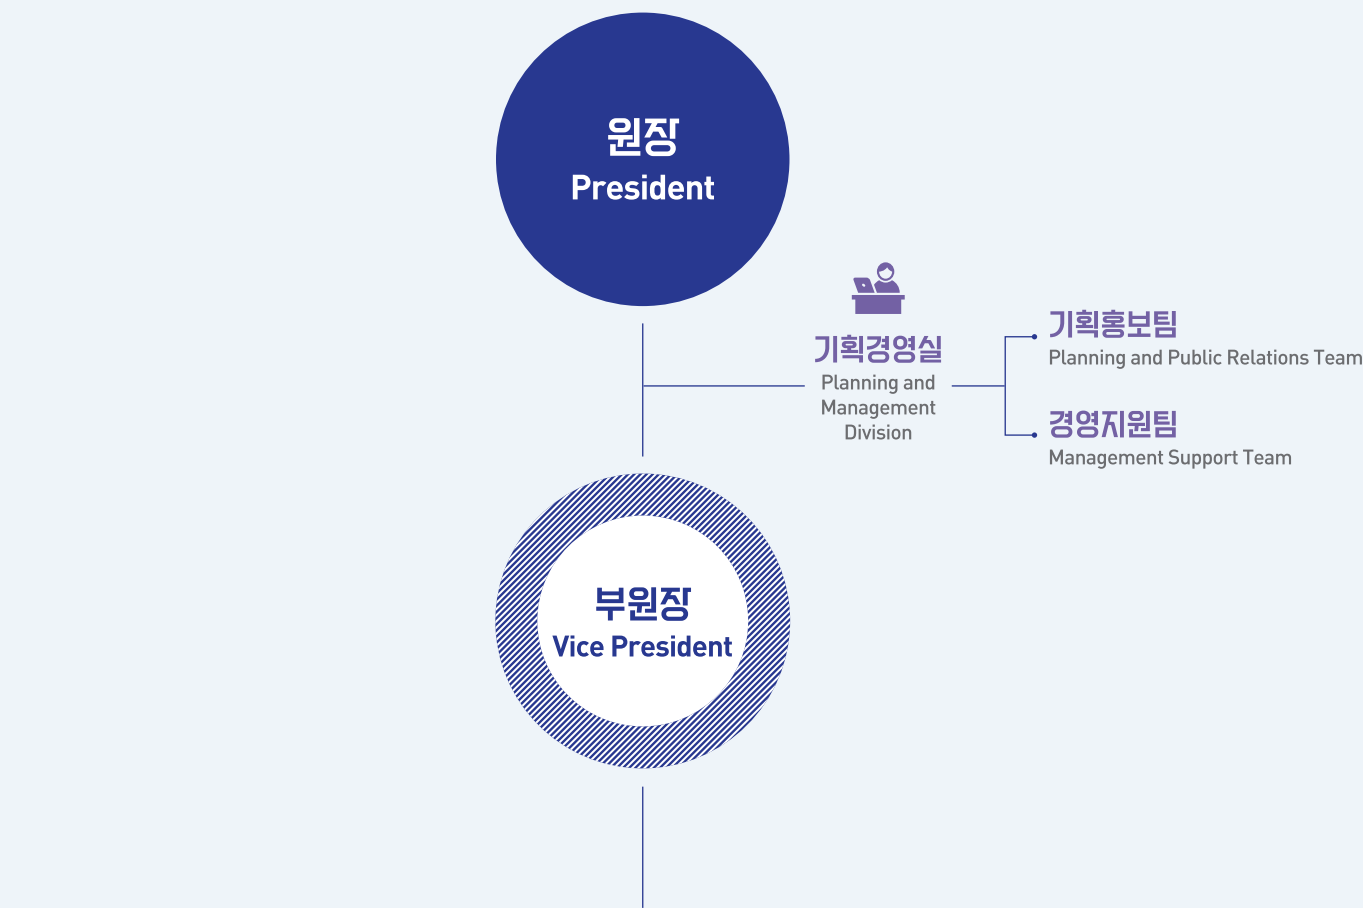 원장
President
기획경영실
Planning and
Management
Division
기획홍보팀
Planning and Public Relations Team
경영지원팀
Management Support Team
부원장
Vice President